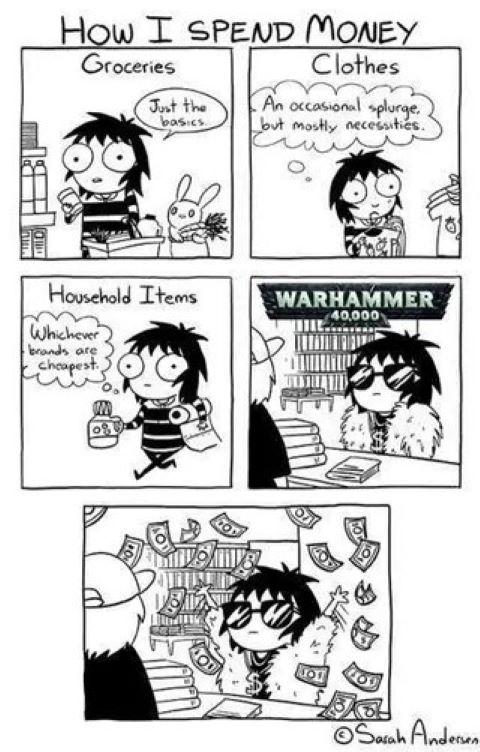 How I SPEND MONEY
Groceries
Just the
basics.
Clothes
An occasional splurge,
but mostly necessities.
Household Items
Whichever
brands are
cheapest.
WARHAMMER
40,000
$
$
© Sarah Andersen